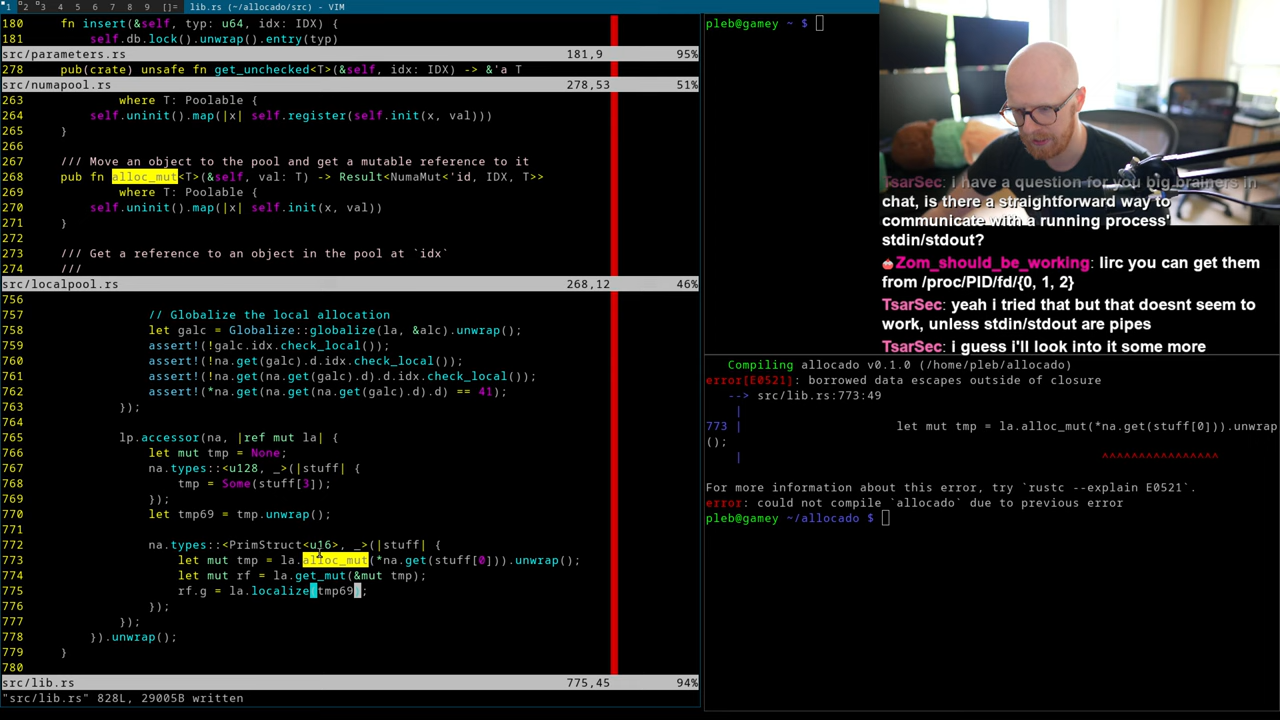 1 2 3 4 5 6 7 8 9 []= lib.rs (~/allocado/src) - VIM
180     fn insert(&self, typ: u64, idx: IDX) {
181         self.db.lock().unwrap().entry(typ)
src/parameters.rs 181,9 95%
278     pub(crate) unsafe fn get_unchecked<T>(&self, idx: IDX) -> &'a T
src/numapool.rs 278,53 51%
263             where T: Poolable {
264         self.uninit().map(|x| self.register(self.init(x, val)))
265     }
266
267     /// Move an object to the pool and get a mutable reference to it
268     pub fn alloc_mut<T>(&self, val: T) -> Result<NumaMut<'id, IDX, T>>
269             where T: Poolable {
270         self.uninit().map(|x| self.init(x, val))
271     }
272
273     /// Get a reference to an object in the pool at `idx`
274     ///
src/localpool.rs 268,12 46%
756
757                 // Globalize the local allocation
758                 let galc = Globalize::globalize(la, &alc).unwrap();
759                 assert!(!galc.idx.check_local());
760                 assert!(!na.get(galc).d.idx.check_local());
761                 assert!(!na.get(na.get(galc).d).d.idx.check_local());
762                 assert!(*na.get(na.get(na.get(galc).d).d) == 41);
763             });
764
765             lp.accessor(na, |ref mut la| {
766                 let mut tmp = None;
767                 na.types::<u128, _>(|stuff| {
768                     tmp = Some(stuff[3]);
769                 });
770                 let tmp69 = tmp.unwrap();
771
772                 na.types::<PrimStruct<u16>, _>(|stuff| {
773                     let mut tmp = la.alloc_mut(*na.get(stuff[0])).unwrap();
774                     let mut rf = la.get_mut(&mut tmp);
775                     rf.g = la.localize(tmp69);
776                 });
777             });
778         }).unwrap();
779     }
780
src/lib.rs 775,45 94%
"src/lib.rs" 828L, 29005B written
pleb@gamey ~ $
TsarSec: i have a question for you big brainers in
chat, is there a straightforward way to
communicate with a running process'
stdin/stdout?
Zom_should_be_working: Iirc you can get them
from /proc/PID/fd/{0, 1, 2}
TsarSec: yeah i tried that but that doesnt seem to
work, unless stdin/stdout are pipes
TsarSec: i guess i'll look into it some more
Compiling allocado v0.1.0 (/home/pleb/allocado)
error[E0521]: borrowed data escapes outside of closure
--> src/lib.rs:773:49
|
773 |                     let mut tmp = la.alloc_mut(*na.get(stuff[0])).unwrap
();
|                                                 ^^^^^^^^^^^^^^^^
For more information about this error, try `rustc --explain E0521`.
error: could not compile `allocado` due to previous error
pleb@gamey ~/allocado $